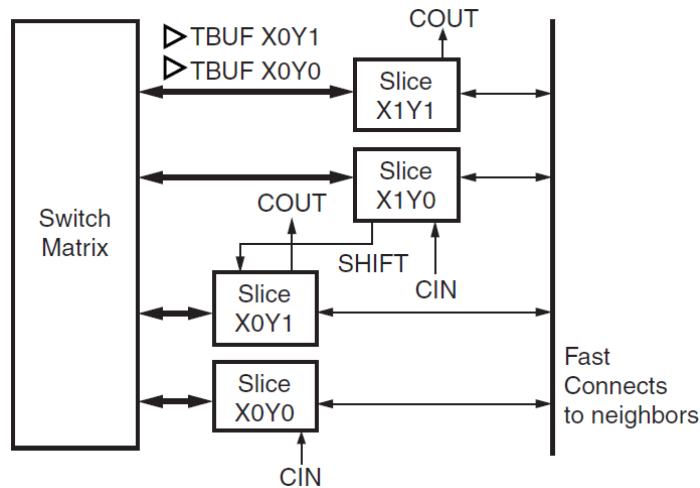 COUT
TBUF X0Y1
TBUF X0Y0
Slice
X1Y1
Slice
X1Y0
COUT
Switch
Matrix
SHIFT
CIN
Slice
X0Y1
Fast
Connects
to neighbors
Slice
X0Y0
CIN